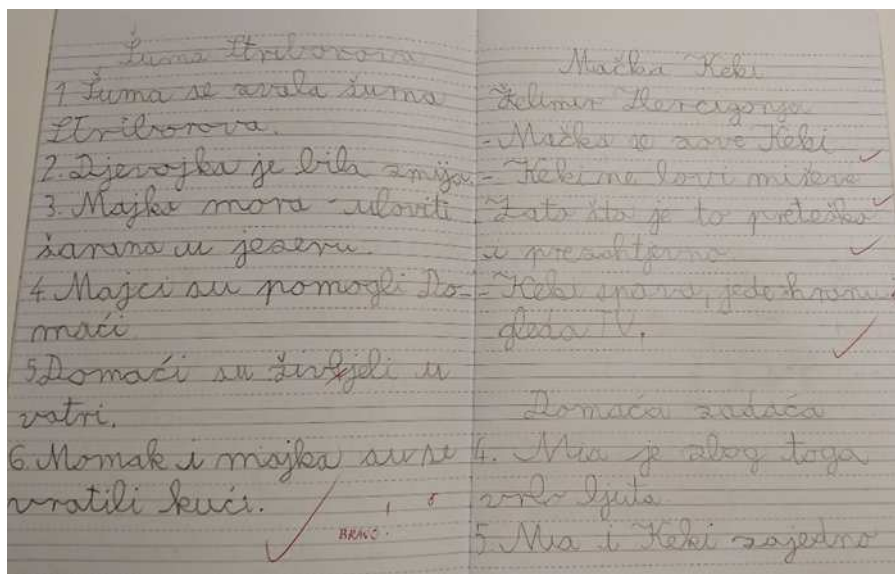 Šuma Striborova
1 Šuma se zvala šuma
Striborova.
2. Djevojka je bila zmija.
3. Majka mora uloviti
šarana u jezeru.
4. Majci su pomogli Do-
maći.
5 Domaći su živjeli u
vatri.
6. Momak i majka su se
vratili kući.
BRAVO!
Mačka Keki
Želimir Hercigonja
- Mačka se zove Keki
- Keki ne lovi miševe
Zato šta je to preteško
i prezahtjevno
- Keki spava, jede hranu,
gleda TV.
Domaća zadaća
4. Mia je zbog toga
vrlo ljuta
5. Mia i Keki zajedno